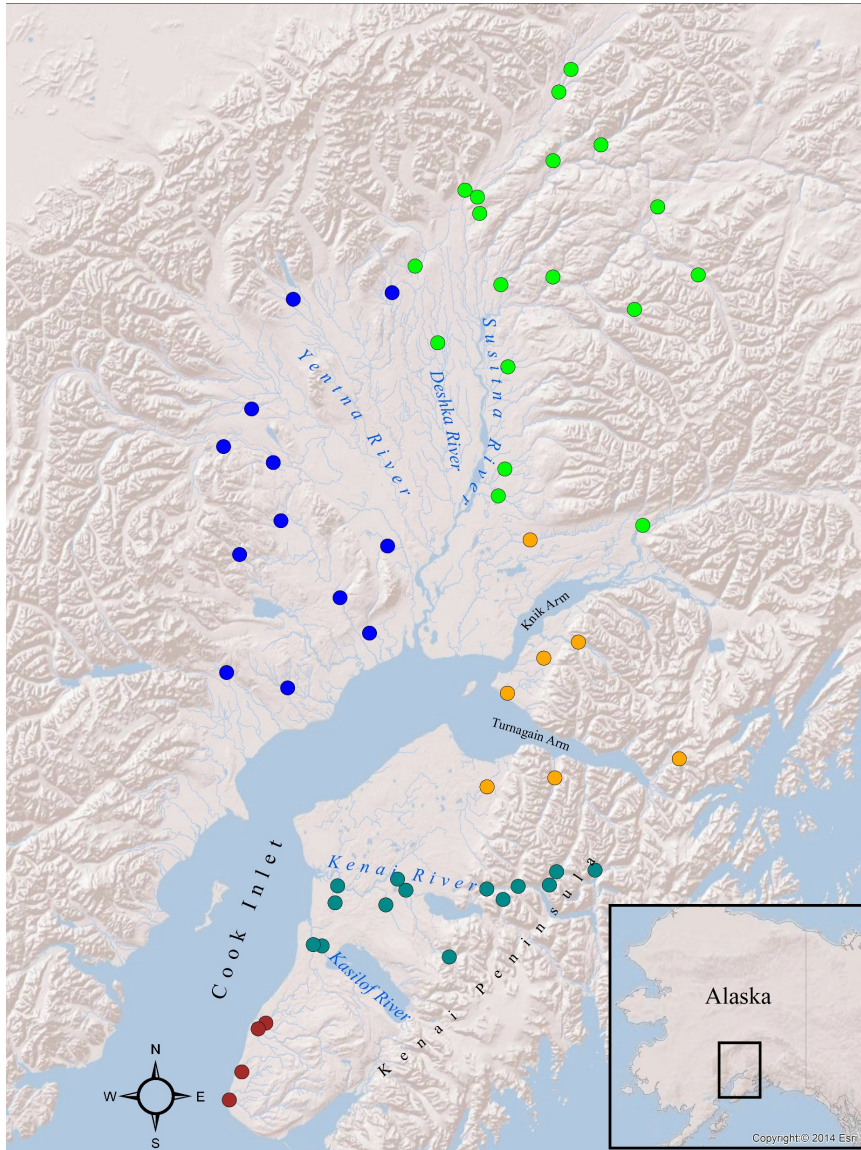 Yentna River
Deshka River
Susitna River
Knik Arm
Turnagain Arm
Kenai River
Cook Inlet
Kasilof River
Kenai Peninsula
N
W
E
S
Alaska
Copyright:© 2014 Esri